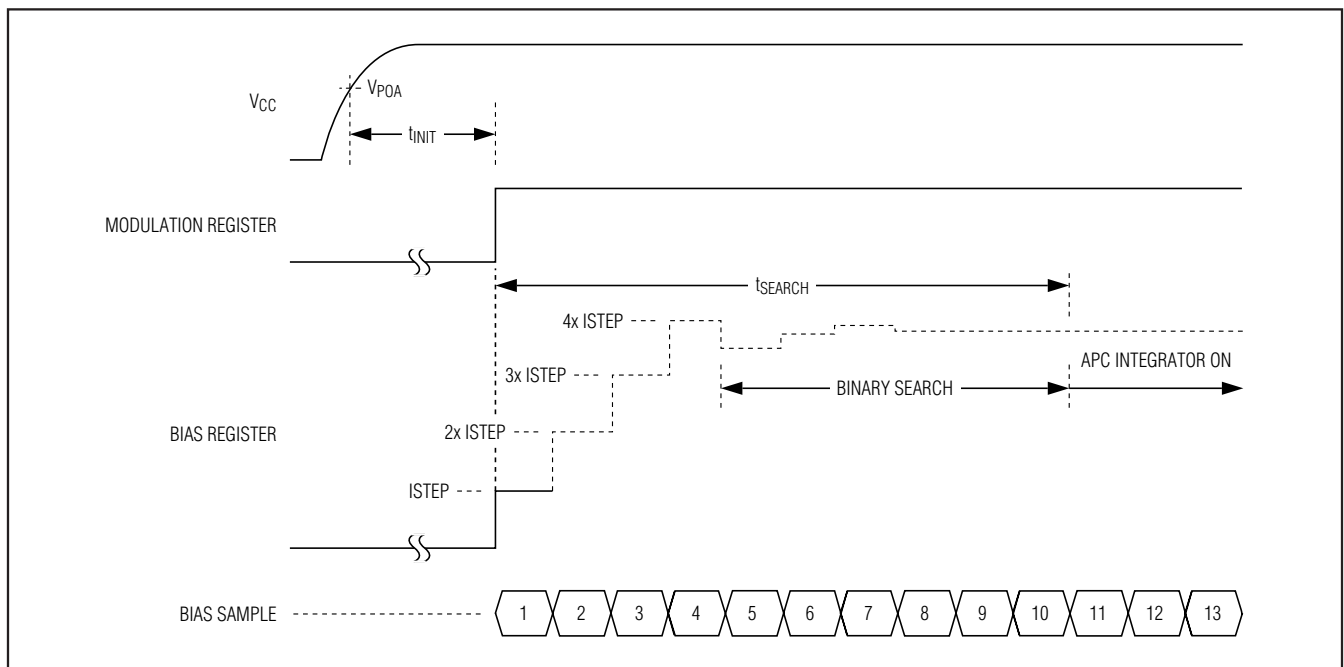 VCC
VPOA
tINIT
MODULATION REGISTER
tSEARCH
4x ISTEP
3x ISTEP
APC INTEGRATOR ON
BINARY SEARCH
2x ISTEP
BIAS REGISTER
ISTEP
BIAS SAMPLE
1 2 3 4 5 6 7 8 9 10 11 12 13